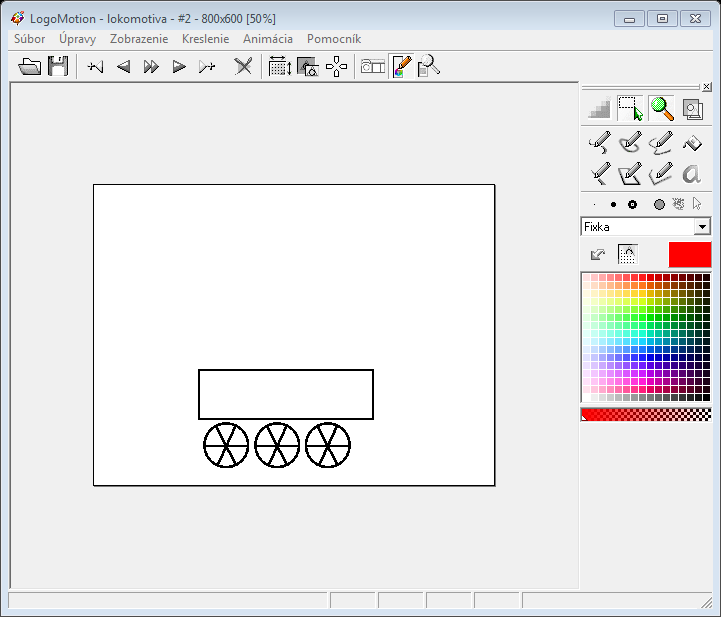 LogoMotion - lokomotiva - #2 - 800x600 [50%]
Súbor Úpravy Zobrazenie Kreslenie Animácia Pomocník
a
Fixka